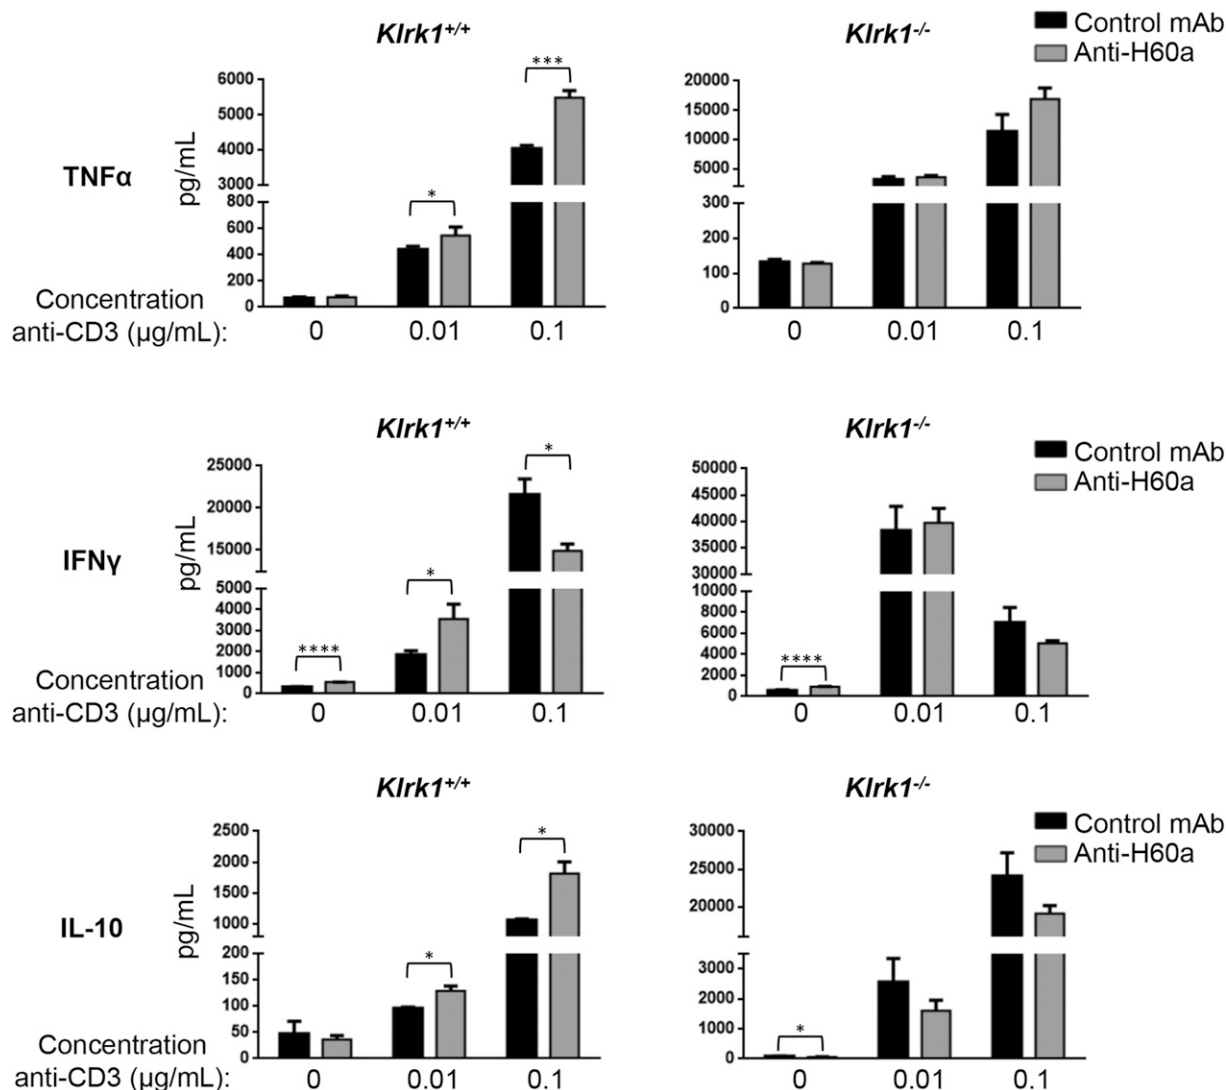 Klrk1+/+ Klrk1-/-
Control mAb
Anti-H60a
TNFα
pg/mL
6000
5000
4000
3000
800
600
400
200
0
***
*
20000
15000
10000
5000
300
200
100
0
Concentration
anti-CD3 (µg/mL):
0 0.01 0.1 0 0.01 0.1
Klrk1+/+ Klrk1-/-
Control mAb
Anti-H60a
IFNγ
pg/mL
25000
20000
15000
10000
5000
4000
3000
2000
1000
0
****
*
*
50000
45000
40000
35000
30000
10000
8000
6000
4000
2000
0
****
Concentration
anti-CD3 (µg/mL):
0 0.01 0.1 0 0.01 0.1
Klrk1+/+ Klrk1-/-
Control mAb
Anti-H60a
IL-10
pg/mL
2500
2000
1500
1000
200
150
100
50
0
*
*
30000
25000
20000
3000
2000
1000
0
*
Concentration
anti-CD3 (µg/mL):
0 0.01 0.1 0 0.01 0.1